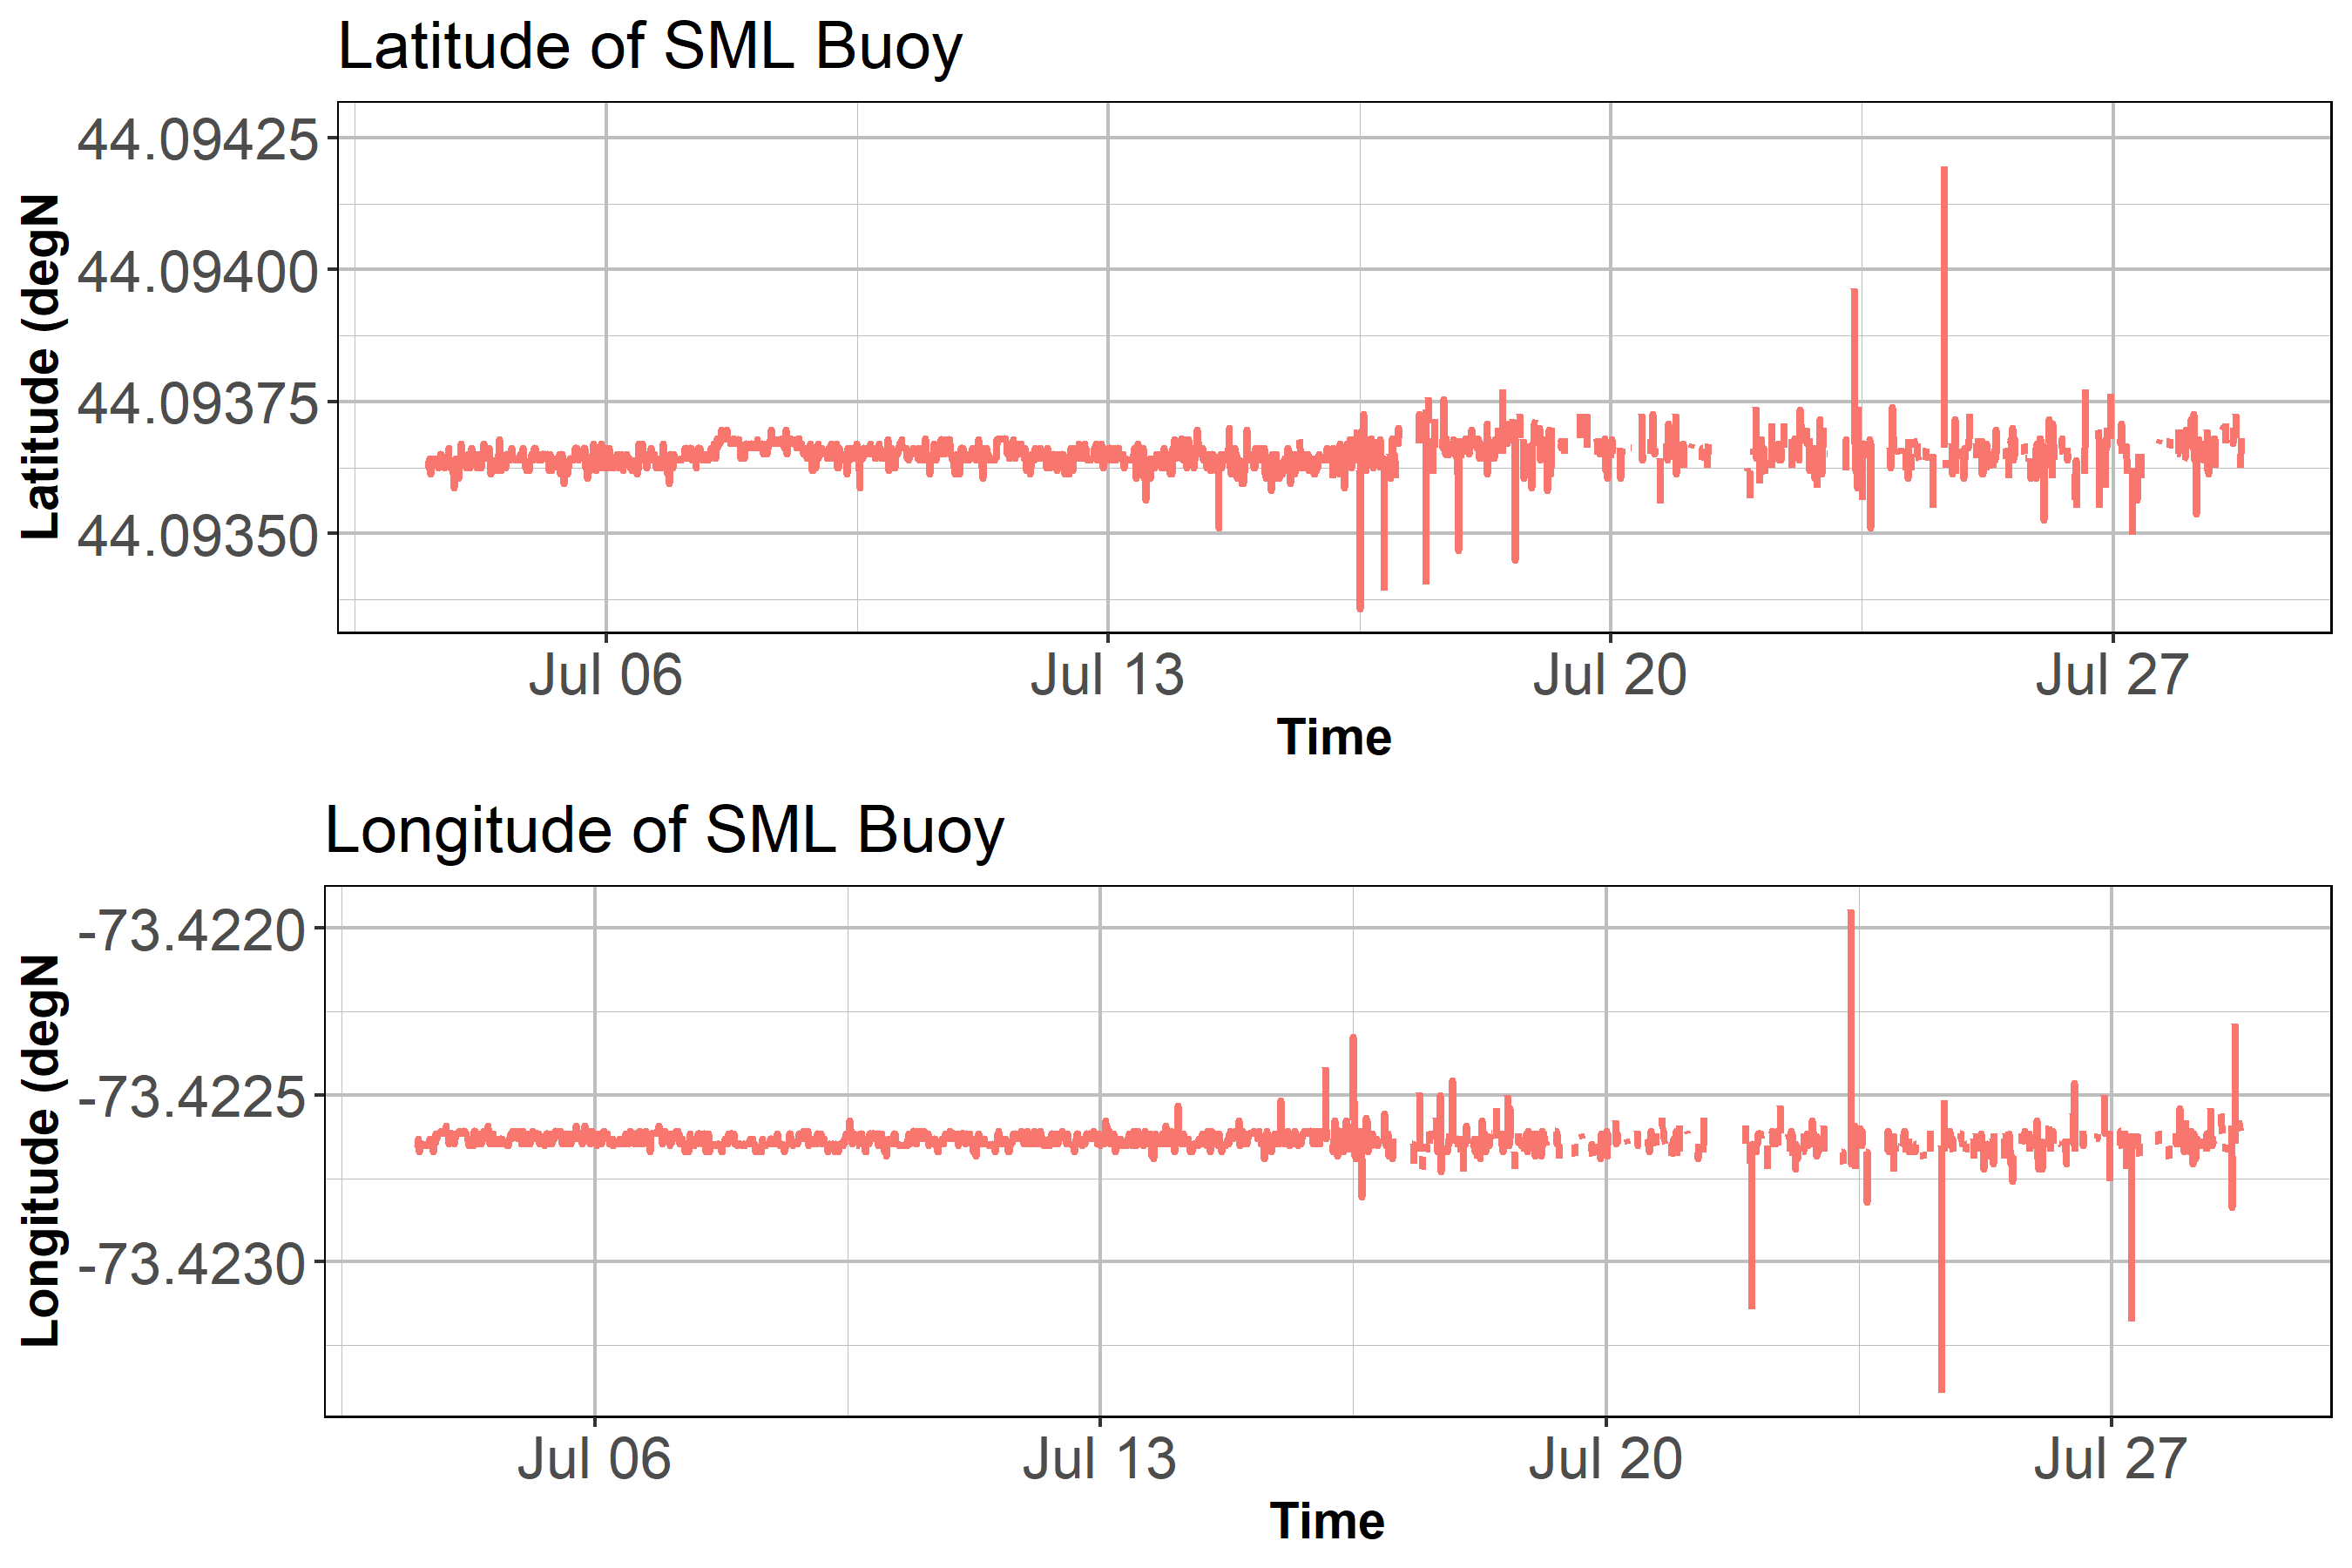 Latitude of SML Buoy
Latitude (degN
44.09425
44.09400
44.09375
44.09350
Jul 06 Jul 13 Jul 20 Jul 27
Time
Longitude of SML Buoy
Longitude (degN
-73.4220
-73.4225
-73.4230
Jul 06 Jul 13 Jul 20 Jul 27
Time